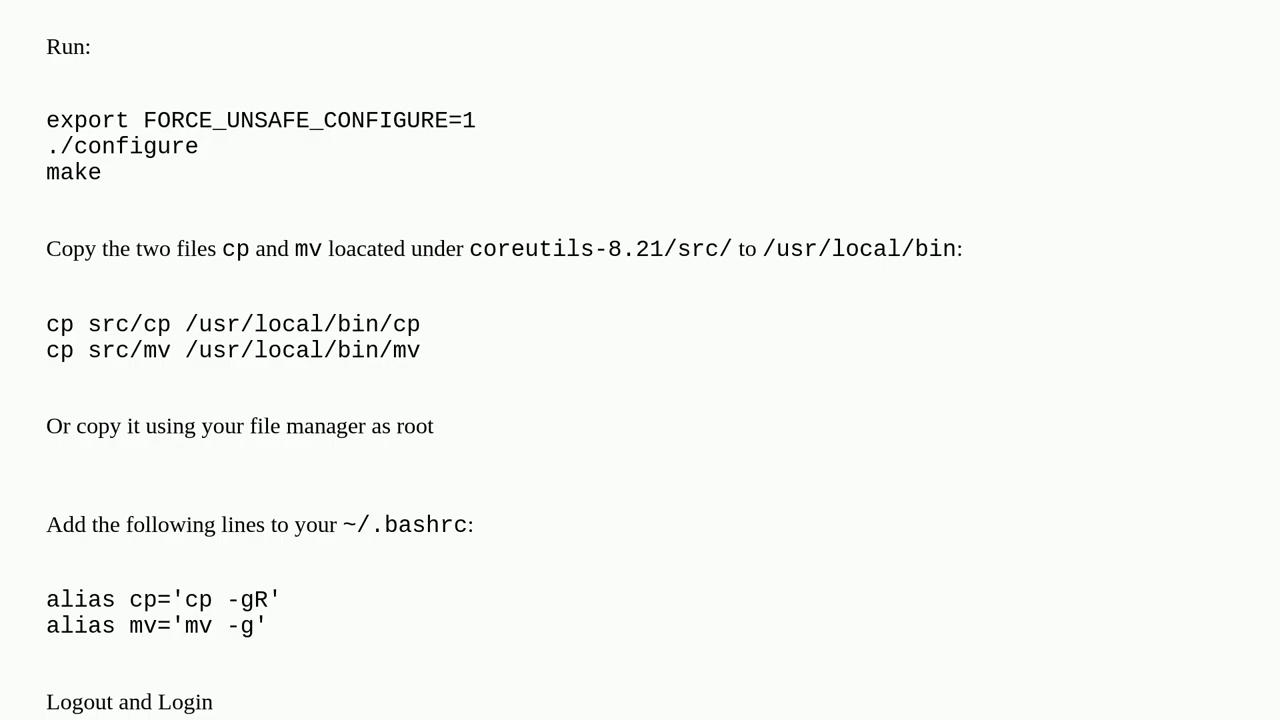 Run:
export FORCE_UNSAFE_CONFIGURE=1
./configure
make
Copy the two files cp and mv loacated under coreutils-8.21/src/ to /usr/local/bin:
cp src/cp /usr/local/bin/cp
cp src/mv /usr/local/bin/mv
Or copy it using your file manager as root
Add the following lines to your ~/.bashrc:
alias cp='cp -gR'
alias mv='mv -g'
Logout and Login